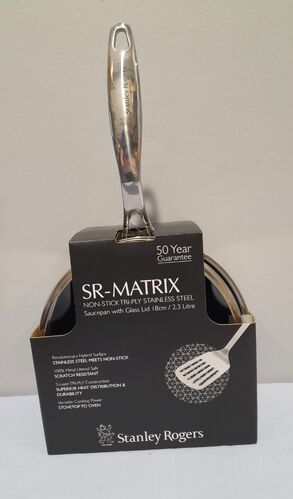 Stanley Rogers
50 Year
Guarantee
SR-MATRIX
NON-STICK TRI-PLY STAINLESS STEEL
Saucepan with Glass Lid 18cm / 2.3 Litre
Revolutionary Hybrid Surface
STAINLESS STEEL MEETS NON-STICK
100% Metal Utensil Safe
SCRATCH RESISTANT
3-Layer TRI-PLY Construction
SUPERIOR HEAT DISTRIBUTION &
DURABILITY
Versatile Cooking Power
STOVETOP TO OVEN
Stanley Rogers